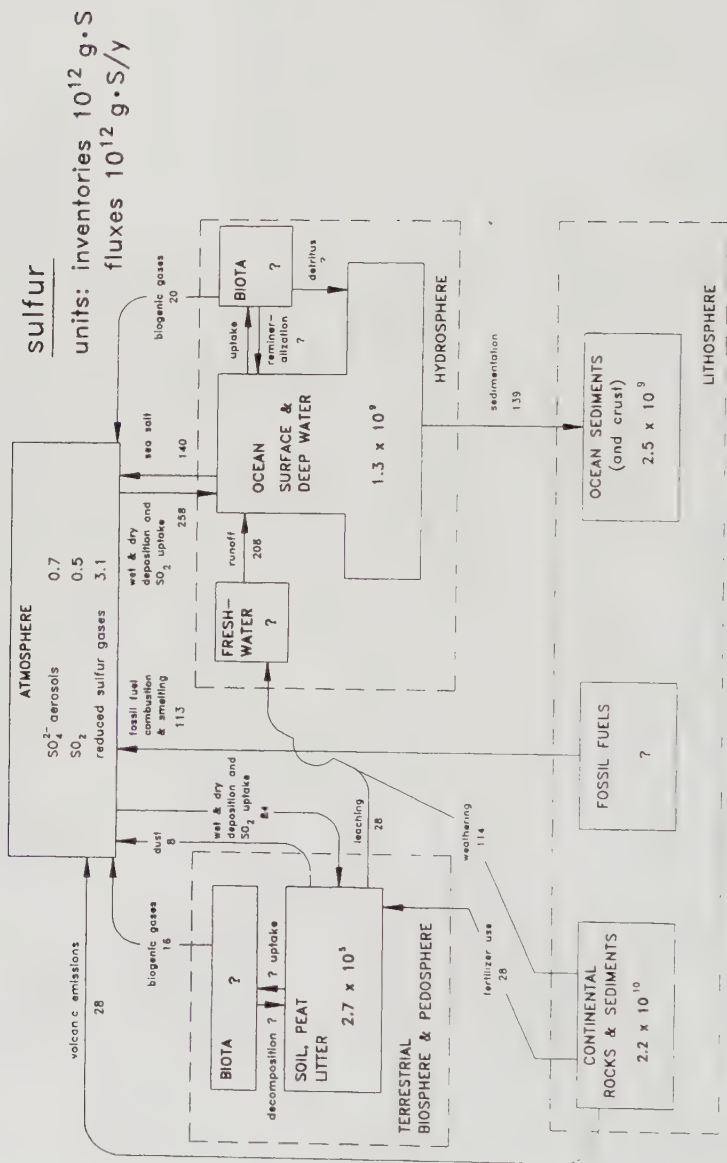 sulfur
units: inventories 10¹² g·S
fluxes 10¹² g·S/y
ATMOSPHERE
SO₄²⁻ aerosols 0.7
SO₂ 0.5
reduced sulfur gases 3.1
volcanic emissions
28
biogenic gases
16
dust
8
wet & dry
deposition and
SO₂ uptake
fossil fuel
combustion
& smelting
113
wet & dry
deposition and
SO₂ uptake
258
sea salt
140
biogenic gases
20
BIOTA
?
decomposition ?
? uptake
SOIL, PEAT
LITTER
2.7 x 10⁵
TERRESTRIAL
BIOSPHERE & PEDOSPHERE
leaching
28
FRESH-
WATER
?
runoff
208
OCEAN
SURFACE &
DEEP WATER
1.3 x 10⁹
uptake
reminer-
alization
?
BIOTA
?
detritus
?
HYDROSPHERE
fertilizer use
28
weathering
114
sedimentation
139
CONTINENTAL
ROCKS & SEDIMENTS
2.2 x 10¹⁰
FOSSIL FUELS
?
OCEAN SEDIMENTS
(and crust)
2.5 x 10⁹
LITHOSPHERE